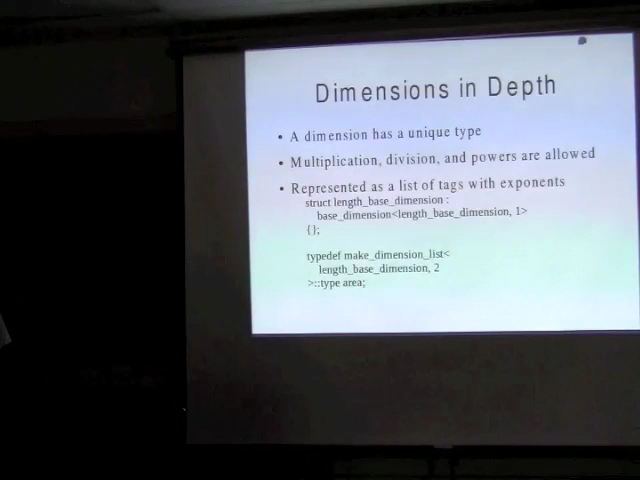 Dimensions in Depth
• A dimension has a unique type
• Multiplication, division, and powers are allowed
• Represented as a list of tags with exponents
struct length_base_dimension :
base_dimension<length_base_dimension, 1>
{};
typedef make_dimension_list<
length_base_dimension, 2
>::type area;